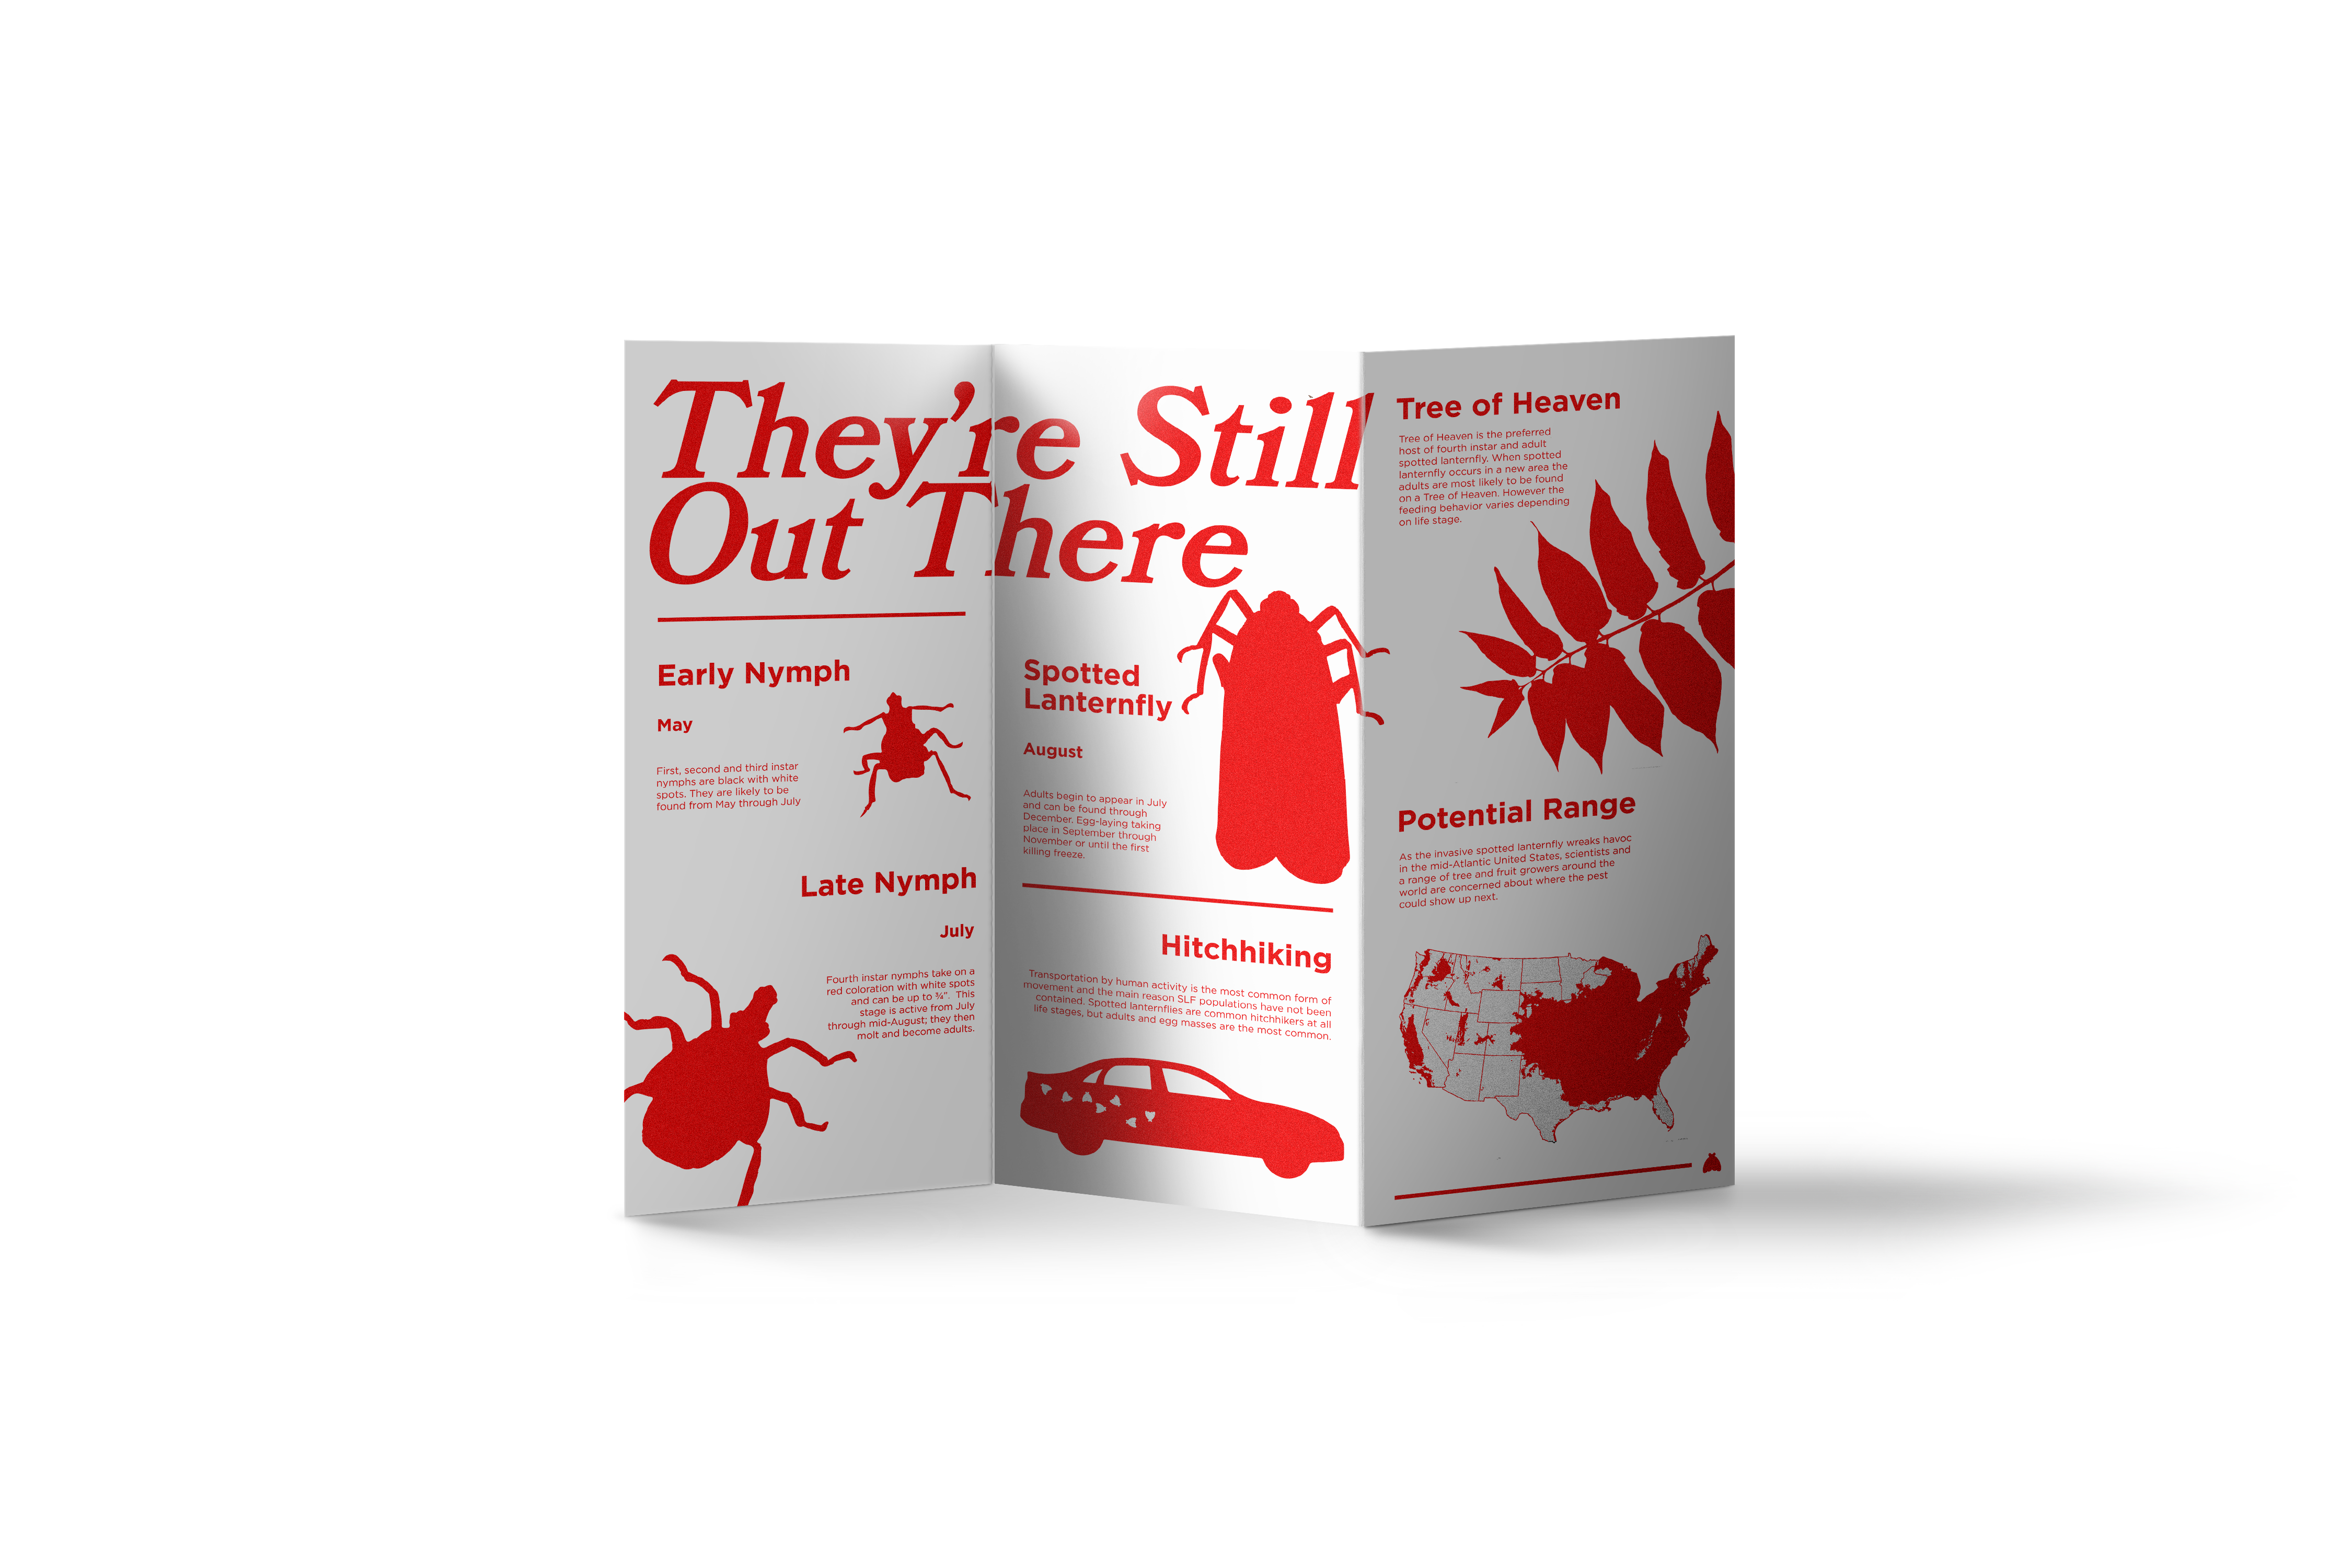 They're Still
Out There
Early Nymph
May
First, second and third instar
nymphs are black with white
spots. They are likely to be
found from May through July
Late Nymph
July
Fourth instar nymphs take on a
red coloration with white spots
and can be up to ¾". This
stage is active from July
through mid-August; they then
molt and become adults.
Spotted
Lanternfly
August
Adults begin to appear in July
and can be found through
December. Egg-laying taking
place in September through
November or until the first
killing freeze.
Hitchhiking
Transportation by human activity is the most common form of
movement and the main reason SLF populations have not been
contained. Spotted lanternflies are common hitchhikers at all
life stages, but adults and egg masses are the most common.
Tree of Heaven
Tree of Heaven is the preferred
host of fourth instar and adult
spotted lanternfly. When spotted
lanternfly occurs in a new area the
adults are most likely to be found
on a Tree of Heaven. However the
feeding behavior varies depending
on life stage.
Potential Range
As the invasive spotted lanternfly wreaks havoc
in the mid-Atlantic United States, scientists and
a range of tree and fruit growers around the
world are concerned about where the pest
could show up next.